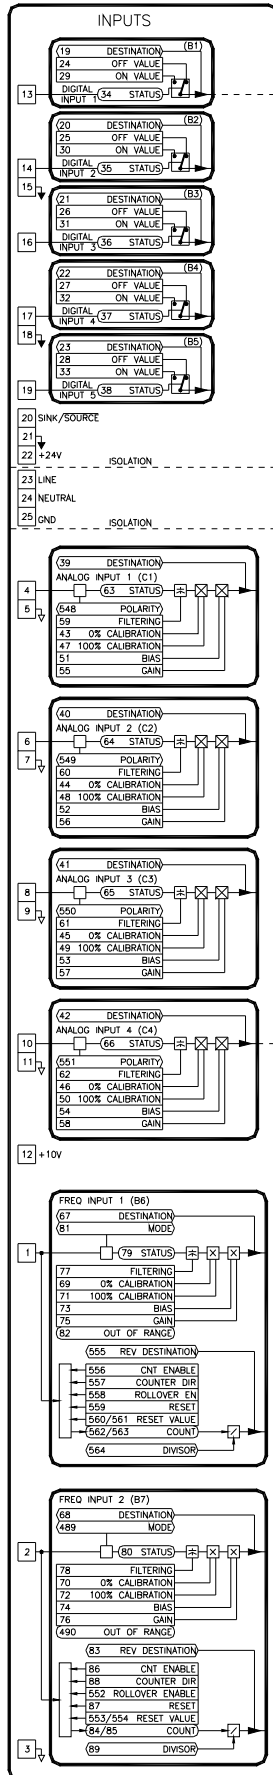 INPUTS
19 DESTINATION (B1)
24 OFF VALUE
29 ON VALUE
13 DIGITAL INPUT 1 34 STATUS
20 DESTINATION (B2)
25 OFF VALUE
30 ON VALUE
14 DIGITAL INPUT 2 35 STATUS
15
21 DESTINATION (B3)
26 OFF VALUE
31 ON VALUE
16 DIGITAL INPUT 3 36 STATUS
22 DESTINATION (B4)
27 OFF VALUE
32 ON VALUE
17 DIGITAL INPUT 4 37 STATUS
18
23 DESTINATION (B5)
28 OFF VALUE
33 ON VALUE
19 DIGITAL INPUT 5 38 STATUS
20 SINK/SOURCE
21
22 +24V
ISOLATION
23 LINE
24 NEUTRAL
25 GND
ISOLATION
39 DESTINATION
ANALOG INPUT 1 (C1)
4 63 STATUS
5 548 POLARITY
59 FILTERING
43 0% CALIBRATION
47 100% CALIBRATION
51 BIAS
55 GAIN
40 DESTINATION
ANALOG INPUT 2 (C2)
6 64 STATUS
7 549 POLARITY
60 FILTERING
44 0% CALIBRATION
48 100% CALIBRATION
52 BIAS
56 GAIN
41 DESTINATION
ANALOG INPUT 3 (C3)
8 65 STATUS
9 550 POLARITY
61 FILTERING
45 0% CALIBRATION
49 100% CALIBRATION
53 BIAS
57 GAIN
42 DESTINATION
ANALOG INPUT 4 (C4)
10 66 STATUS
11 551 POLARITY
62 FILTERING
46 0% CALIBRATION
50 100% CALIBRATION
54 BIAS
58 GAIN
12 +10V
FREQ INPUT 1 (B6)
67 DESTINATION
81 MODE
1 79 STATUS
77 FILTERING
69 0% CALIBRATION
71 100% CALIBRATION
73 BIAS
75 GAIN
82 OUT OF RANGE
555 REV DESTINATION
556 CNT ENABLE
557 COUNTER DIR
558 ROLLOVER EN
559 RESET
560/561 RESET VALUE
562/563 COUNT
564 DIVISOR
FREQ INPUT 2 (B7)
68 DESTINATION
489 MODE
2 80 STATUS
78 FILTERING
70 0% CALIBRATION
72 100% CALIBRATION
74 BIAS
76 GAIN
490 OUT OF RANGE
83 REV DESTINATION
86 CNT ENABLE
88 COUNTER DIR
552 ROLLOVER ENABLE
87 RESET
553/554 RESET VALUE
84/85 COUNT
3 89 DIVISOR